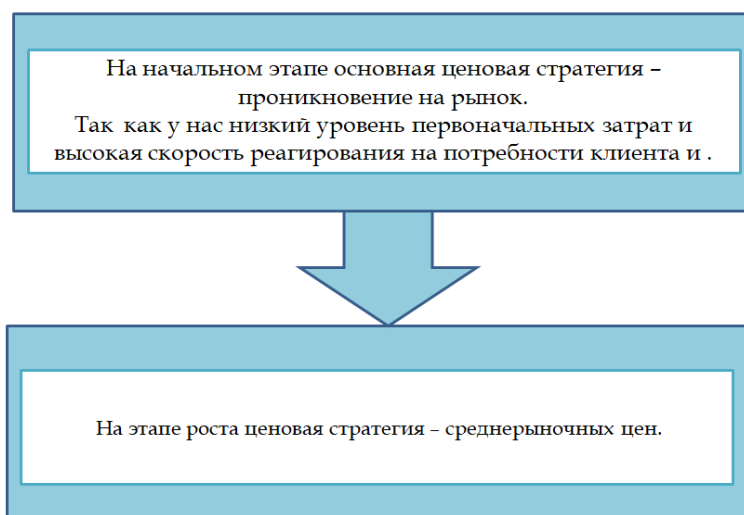 На начальном этапе основная ценовая стратегия –
проникновение на рынок.
Так как у нас низкий уровень первоначальных затрат и
высокая скорость реагирования на потребности клиента и .
На этапе роста ценовая стратегия – среднерыночных цен.